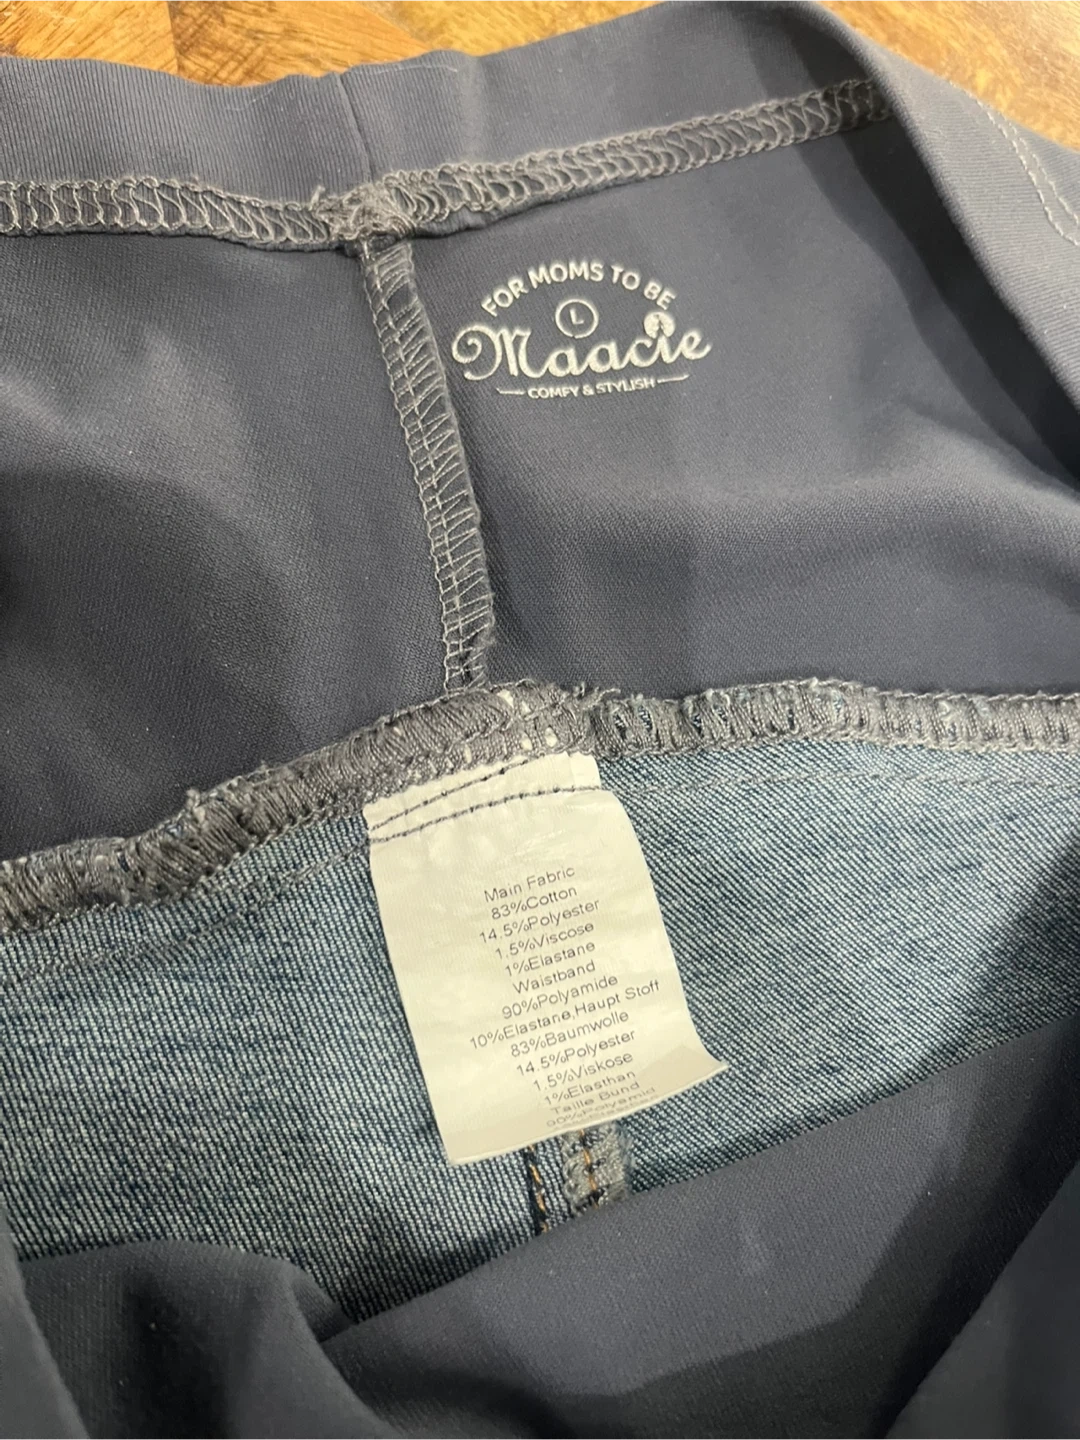 FOR MOMS TO BE
L
Maacie
COMFY & STYLISH
Main Fabric
83%Cotton
14.5%Polyester
1.5%Viscose
1%Elastane
Waistband
90%Polyamide
10%Elastane,Haupt Stoff
83%Baumwolle
14.5%Polyester
1.5%Viskose
1%Elasthan
Taille Bund
90%Polyamid